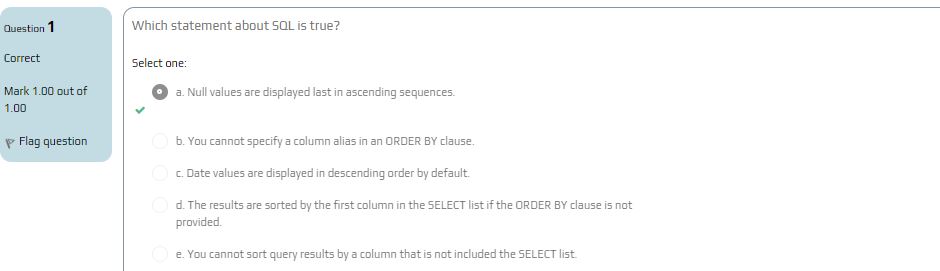 Question 1
Correct
Mark 1.00 out of
1.00
Flag question
Which statement about SQL is true?
Select one:
a. Null values are displayed last in ascending sequences.
b. You cannot specify a column alias in an ORDER BY clause.
c. Date values are displayed in descending order by default.
d. The results are sorted by the first column in the SELECT list if the ORDER BY clause is not
provided.
e. You cannot sort query results by a column that is not included the SELECT list.